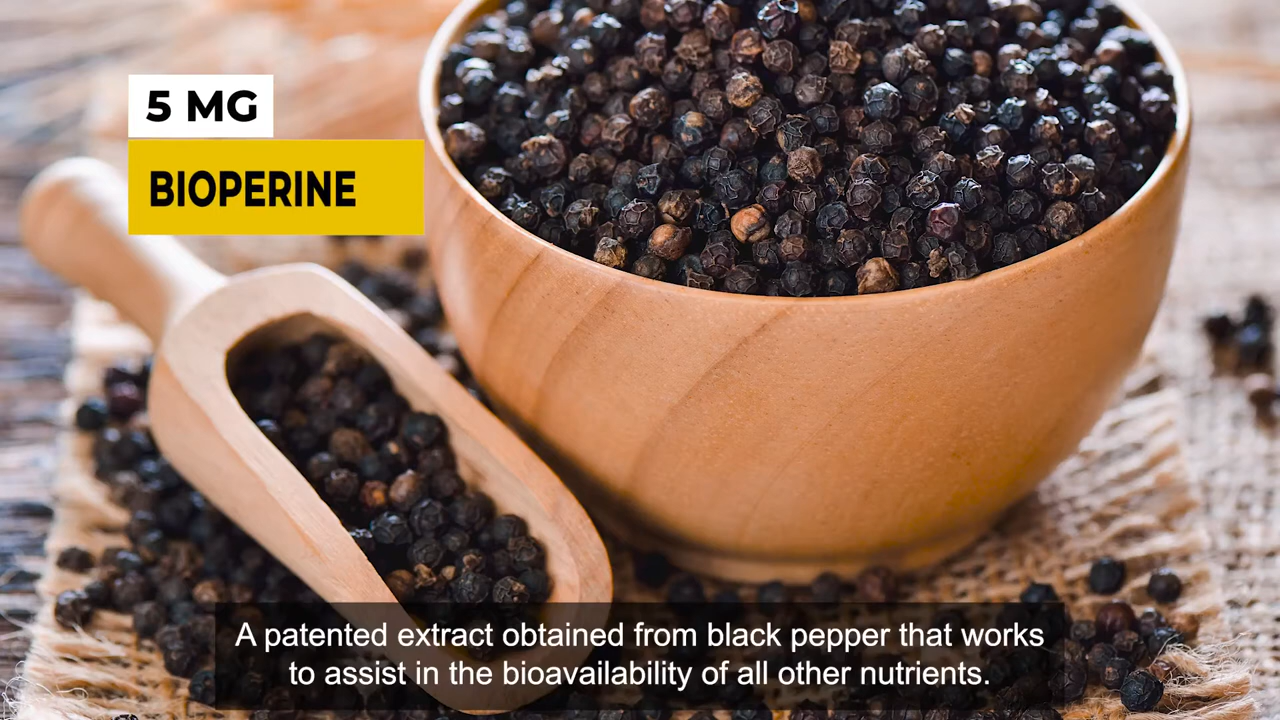 5 MG
BIOPERINE
A patented extract obtained from black pepper that works
to assist in the bioavailability of all other nutrients.